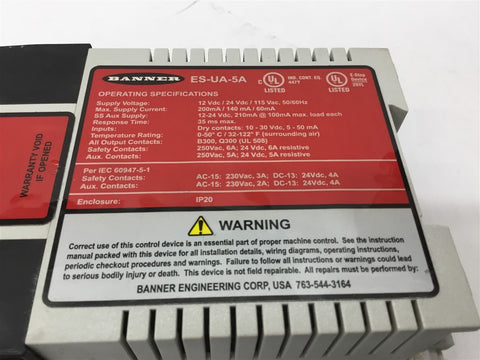 BANNER ES-UA-5A
UL LISTED IND. CONT. EQ. 44TY
UL E-Stop Device
OPERATING SPECIFICATIONS
Supply Voltage: 12 Vdc / 24 Vdc / 115 Vac, 50/60Hz
Max. Supply Current: 200mA / 140 mA / 60mA
S5 Aux Supply: 12-24 Vdc, 210mA @ 100mA max. load each
Response Time: 35 ms max.
Inputs: Dry contacts: 10 - 30 Vdc, 5 - 50 mA
Temperature Rating: 0-50° C / 32-122° F (surrounding air)
All Output Contacts: B300, Q300 (UL 508)
Safety Contacts: 250Vac, 6A; 24 Vdc, 6A resistive
Aux. Contacts: 250Vac, 5A; 24 Vdc, 5A resistive
Per IEC 60947-5-1
Safety Contacts: AC-15: 230Vac, 3A; DC-13: 24Vdc, 4A
Aux. Contacts: AC-15: 230Vac, 2A; DC-13: 24Vdc, 4A
Enclosure: IP20
WARRANTY VOID
IF OPENED
WARNING
Correct use of this control device is an essential part of proper machine control. See the instruction
manual packed with this device for all installation details, wiring diagrams, operating instructions,
periodic checkout procedures and warnings. Failure to follow all instructions or warnings could lead
to serious bodily injury or death. This device is not field repairable. All repairs must be performed by:
BANNER ENGINEERING CORP, USA 763-544-3164